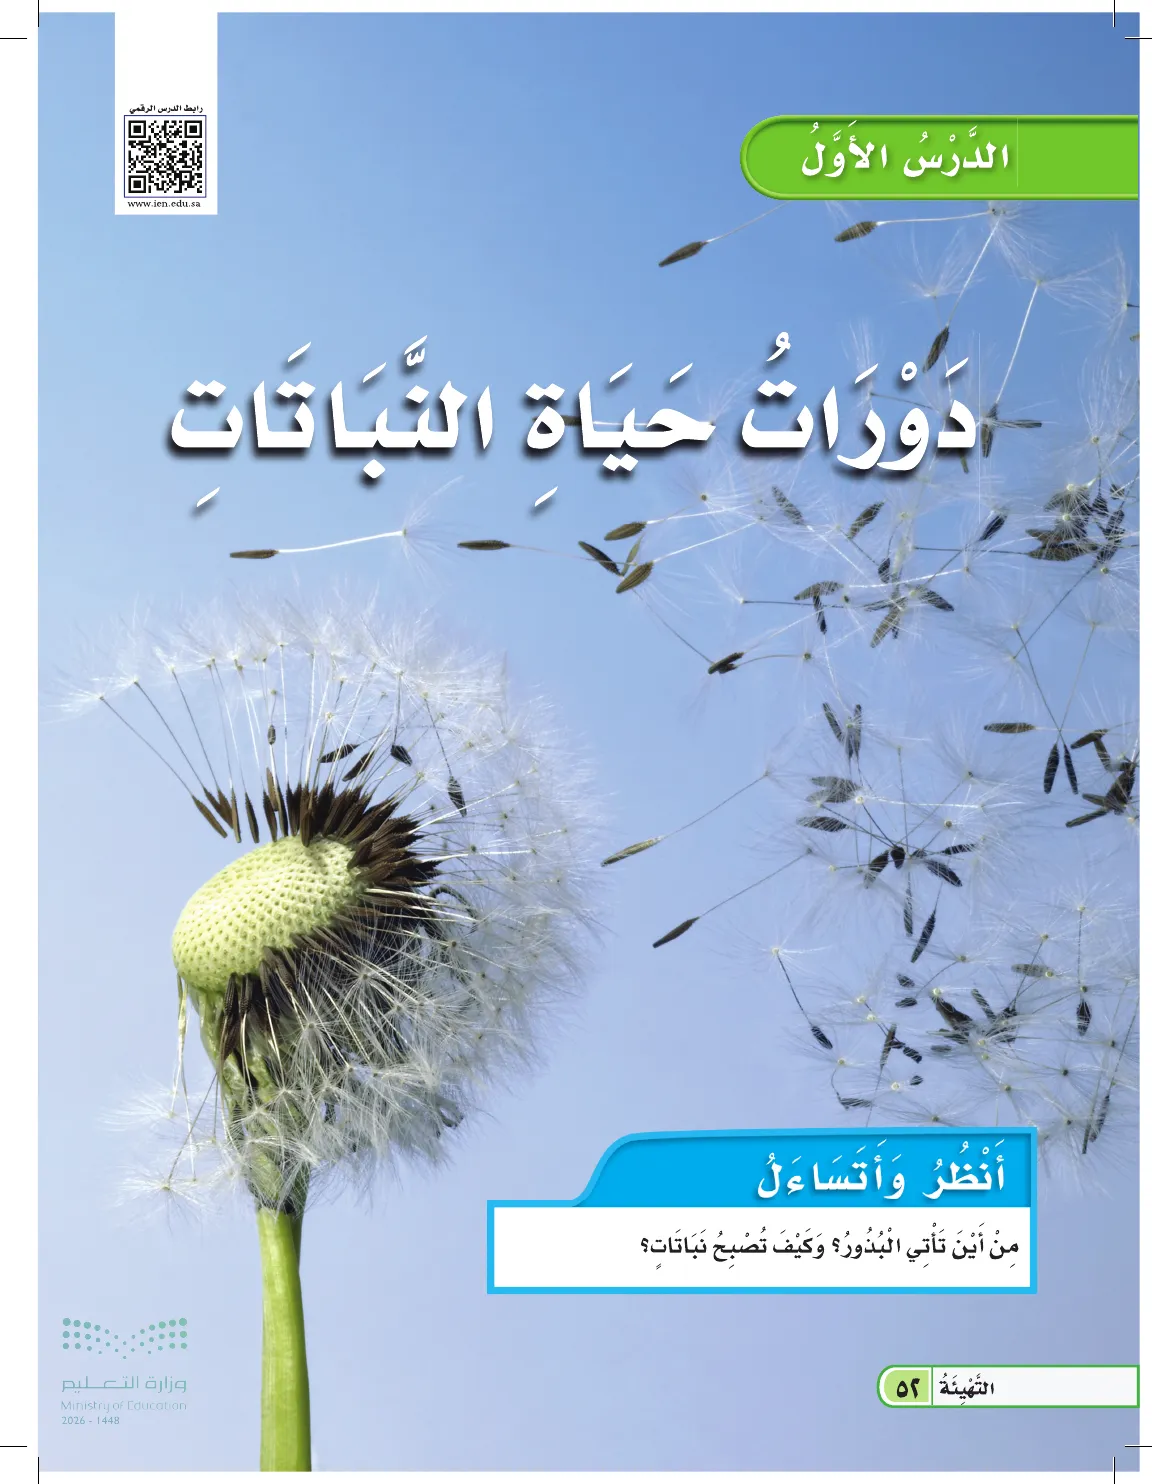 رابط الدرس الرقمي
www.ien.edu.sa
الدَّرْسُ الأَوَّلُ
دَوْرَاتُ حَيَاةِ النَّبَاتَاتِ
أَنْظُرُ وَأَتَسَاءَلُ
مِنْ أَيْنَ تَأْتِي الْبُذُورُ؟ وَكَيْفَ تُصْبِحُ نَبَاتَاتٍ؟
التَّهْيِئَةُ ٥٢
وزارة التعليم
Ministry of Education
2026 - 1448